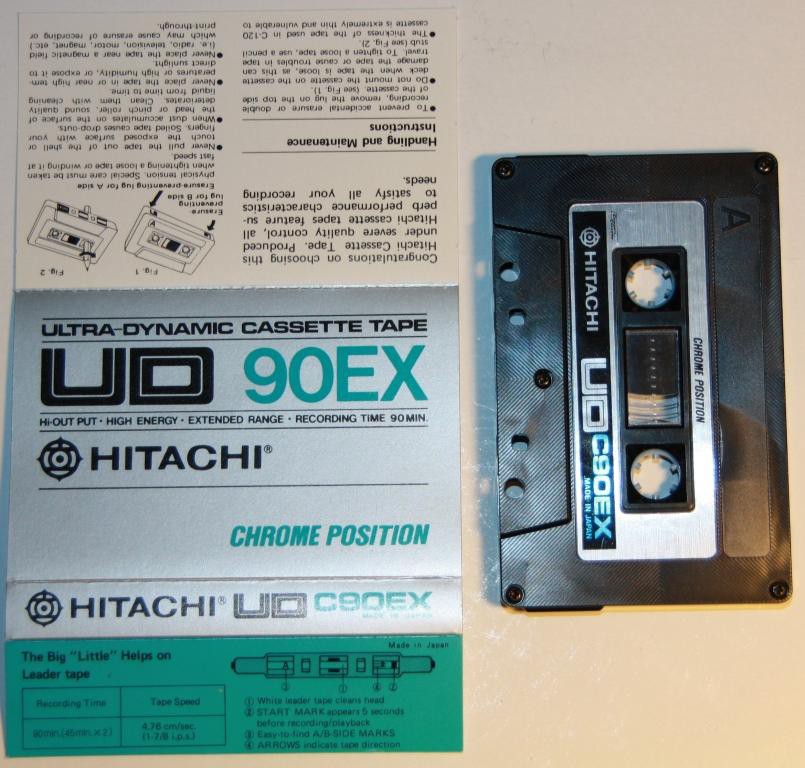 Congratulations on choosing this
Hitachi Cassette Tape. Produced
under severe quality control, all
Hitachi cassette tapes feature su-
perb performance characteristics
to satisfy all your recording
needs.
Handling and Maintenance
Instructions
●To prevent accidental erasure or double
recording, remove the lug on the top side
of the cassette. (see Fig. 1).
●Do not mount the cassette on the cassette
deck when the tape is loose, as this can
damage the tape or cause troubles in tape
travel. To tighten a loose tape, use a pencil
stub (see Fig. 2).
●The thickness of the tape used in C-120
cassette is extremely thin and vulnerable to
Fig. 1
Fig. 2
A
Erasure-
preventing
lug for B side
Erasure-preventing lug for A side
physical tension. Special care must be taken
when tightening a loose tape or winding it at
fast speed.
●Never pull the tape out of the shell or
touch the exposed surface with your
fingers. Soiled tape causes drop-outs.
●When dust accumulates on the surface of
the head or pinch roller, sound quality
deteriorates. Clean them with cleaning
liquid from time to time.
●Never place the tape in or near high tem-
peratures or high humidity, or expose it to
direct sunlight.
●Never place the tape near a magnetic field
(i.e. radio, television, motor, magnet, etc.)
which may cause erasure of recording or
print-through.
ULTRA-DYNAMIC CASSETTE TAPE
UD 90EX
Hi-OUT PUT · HIGH ENERGY · EXTENDED RANGE · RECORDING TIME 90MIN.
HITACHI®
CHROME POSITION
HITACHI® UD C90EX
MADE IN JAPAN
Made in Japan
The Big "Little" Helps on
Leader tape
Recording Time
Tape Speed
90min.(45min. × 2)
4.76 cm/sec.
(1-7/8 i.p.s.)
A
③ ① ④ ②
① White leader tape cleans head
② START MARK appears 5 seconds
before recording/playback
③ Easy-to-find A/B-SIDE MARKS
④ ARROWS indicate tape direction
A
HITACHI UD C90EX
MADE IN JAPAN
CHROME POSITION